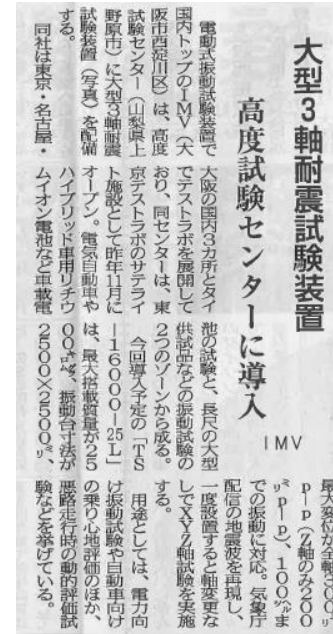 大型3軸耐震試験装置
高度試験センターに導入
IMV
電動式振動試験装置で
国内トップのIMV(大
阪市西淀川区)は、高度
試験センター(山梨県上
野原市)に大型3軸耐震
試験装置(写真)を配備
する。
同社は東京・名古屋・
大阪の国内3カ所とタイ
でテストラボを展開して
おり、同センターは、東
京テストラボのサテライ
ト施設として昨年11月に
オープン。電気自動車や
ハイブリッド車用リチウ
ムイオン電池など車載電
池の試験と、長尺の大型
供試品などの振動試験の
2つのゾーンから成る。
今回導入予定の「TS
―16000―25L」
は、最大搭載質量が25
00㌔㌘、振動台寸法が
2500×2500㍉、
最大変位が全軸100㍉
p―p(Z軸のみ200
㍉p―p)、100㌹ま
での振動に対応。気象庁
配信の地震波を再現し、
一度設置すると軸変更な
しでXYZ軸試験を実施
する。
用途としては、電力向
け振動試験や自動車向け
の乗り心地評価のほか、
悪路走行時の動的評価試
験などを挙げている。